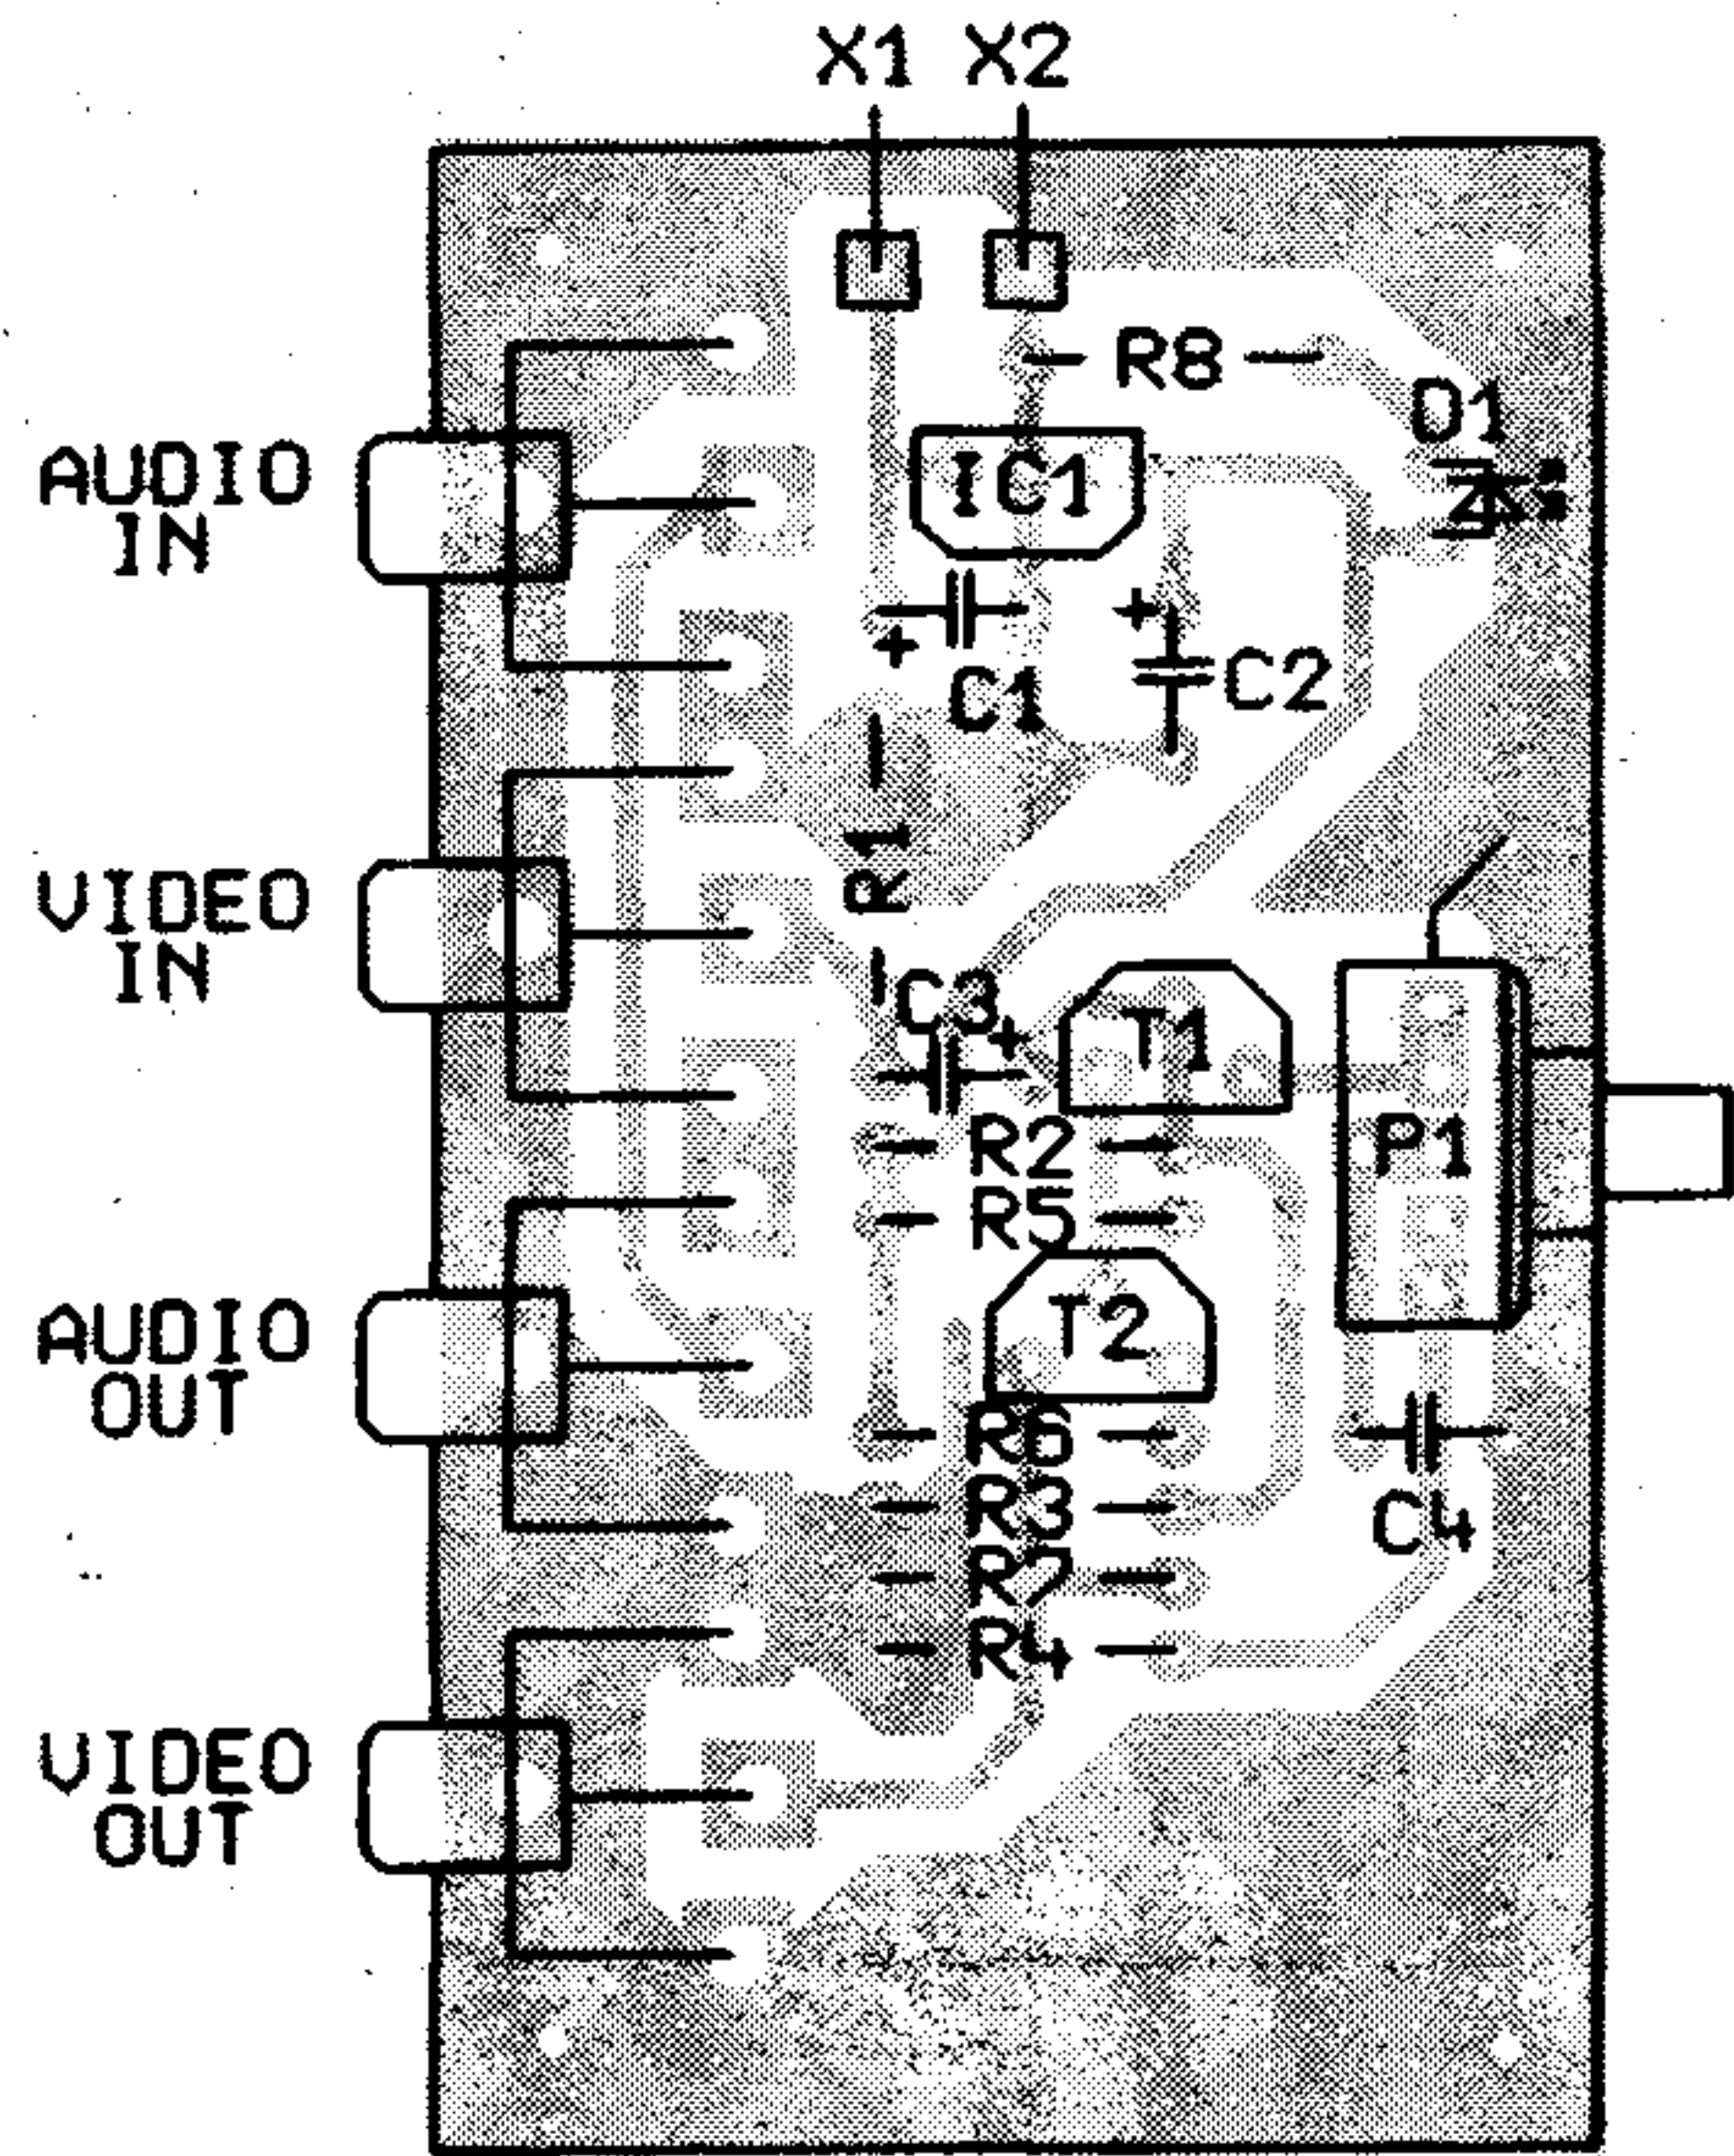 X1 X2
R8
D1
AUDIO
IN
IC1
+
+
C1
C2
R1
VIDEO
IN
C3
+
T1
P1
R2
R5
AUDIO
OUT
T2
R6
R3
C4
R7
R4
VIDEO
OUT